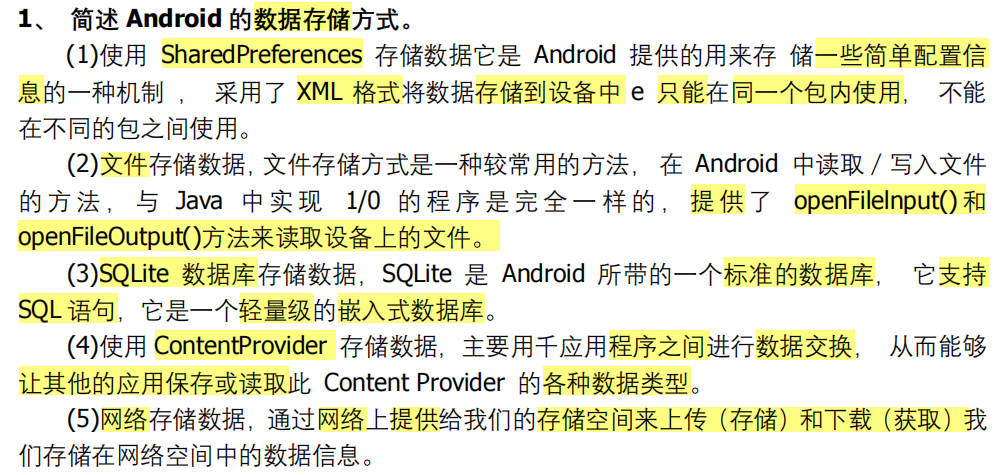 1、 简述 Android 的数据存储方式。
(1)使用 SharedPreferences 存储数据它是 Android 提供的用来存 储一些简单配置信
息的一种机制 ， 采用了 XML 格式将数据存储到设备中 e 只能在同一个包内使用， 不能
在不同的包之间使用。
(2)文件存储数据, 文件存储方式是一种较常用的方法， 在 Android 中读取／写入文件
的方法， 与 Java 中实现 1/0 的程序是完全一样的， 提供了 openFilelnput()和
openFileOutput()方法来读取设备上的文件。
(3)SQLite 数据库存储数据，SQLite 是 Android 所带的一个标准的数据库， 它支持
SQL 语句，它是一个轻量级的嵌入式数据库。
(4)使用 ContentProvider 存储数据，主要用千应用程序之间进行数据交换， 从而能够
让其他的应用保存或读取此 Content Provider 的各种数据类型。
(5)网络存储数据，通过网络上提供给我们的存储空间来上传（存储）和下载（获取）我
们存储在网络空间中的数据信息。